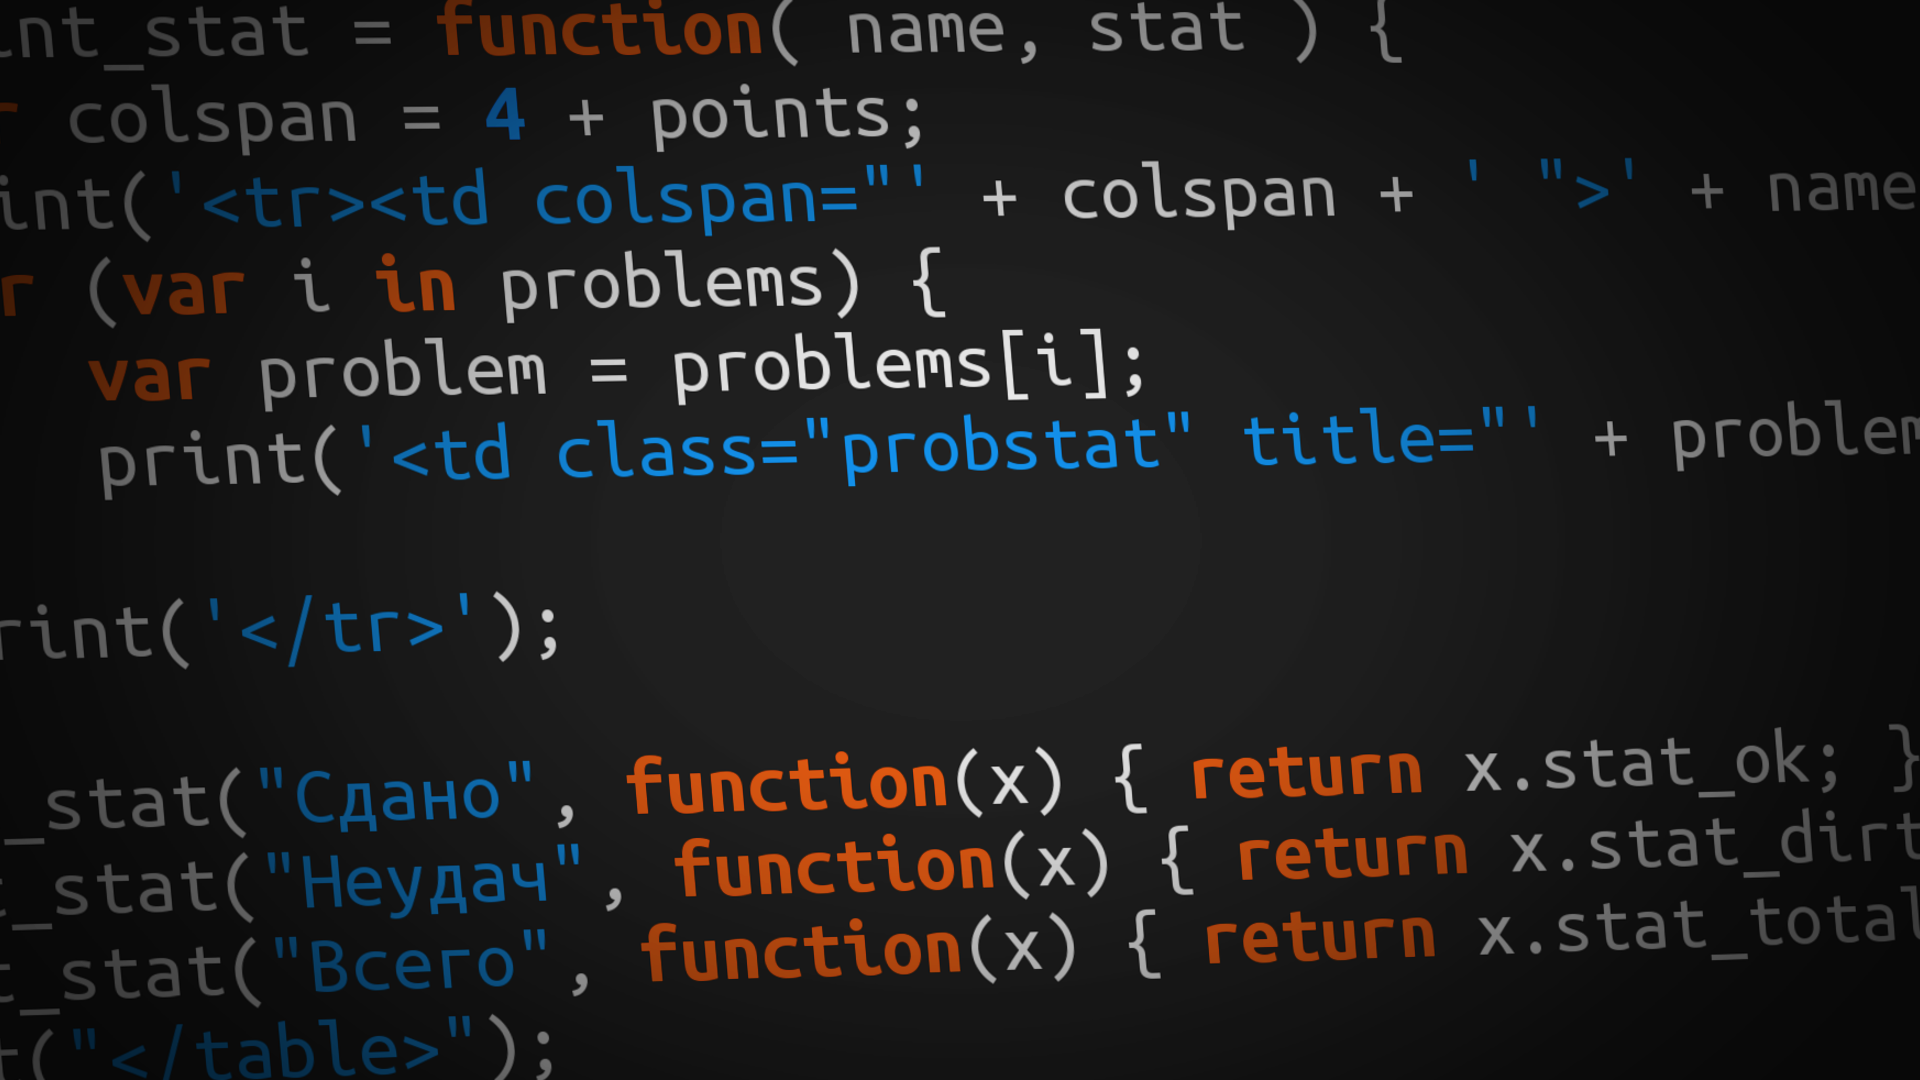 int_stat = function( name, stat ) {
r colspan = 4 + points;
int('<tr><td colspan="' + colspan + ' ">' + name
r (var i in problems) {
var problem = problems[i];
print('<td class="probstat" title="' + problem
rint('</tr>');
_stat("Сдано", function(x) { return x.stat_ok; }
t_stat("Неудач", function(x) { return x.stat_dirt
t_stat("Всего", function(x) { return x.stat_total
t("</table>");